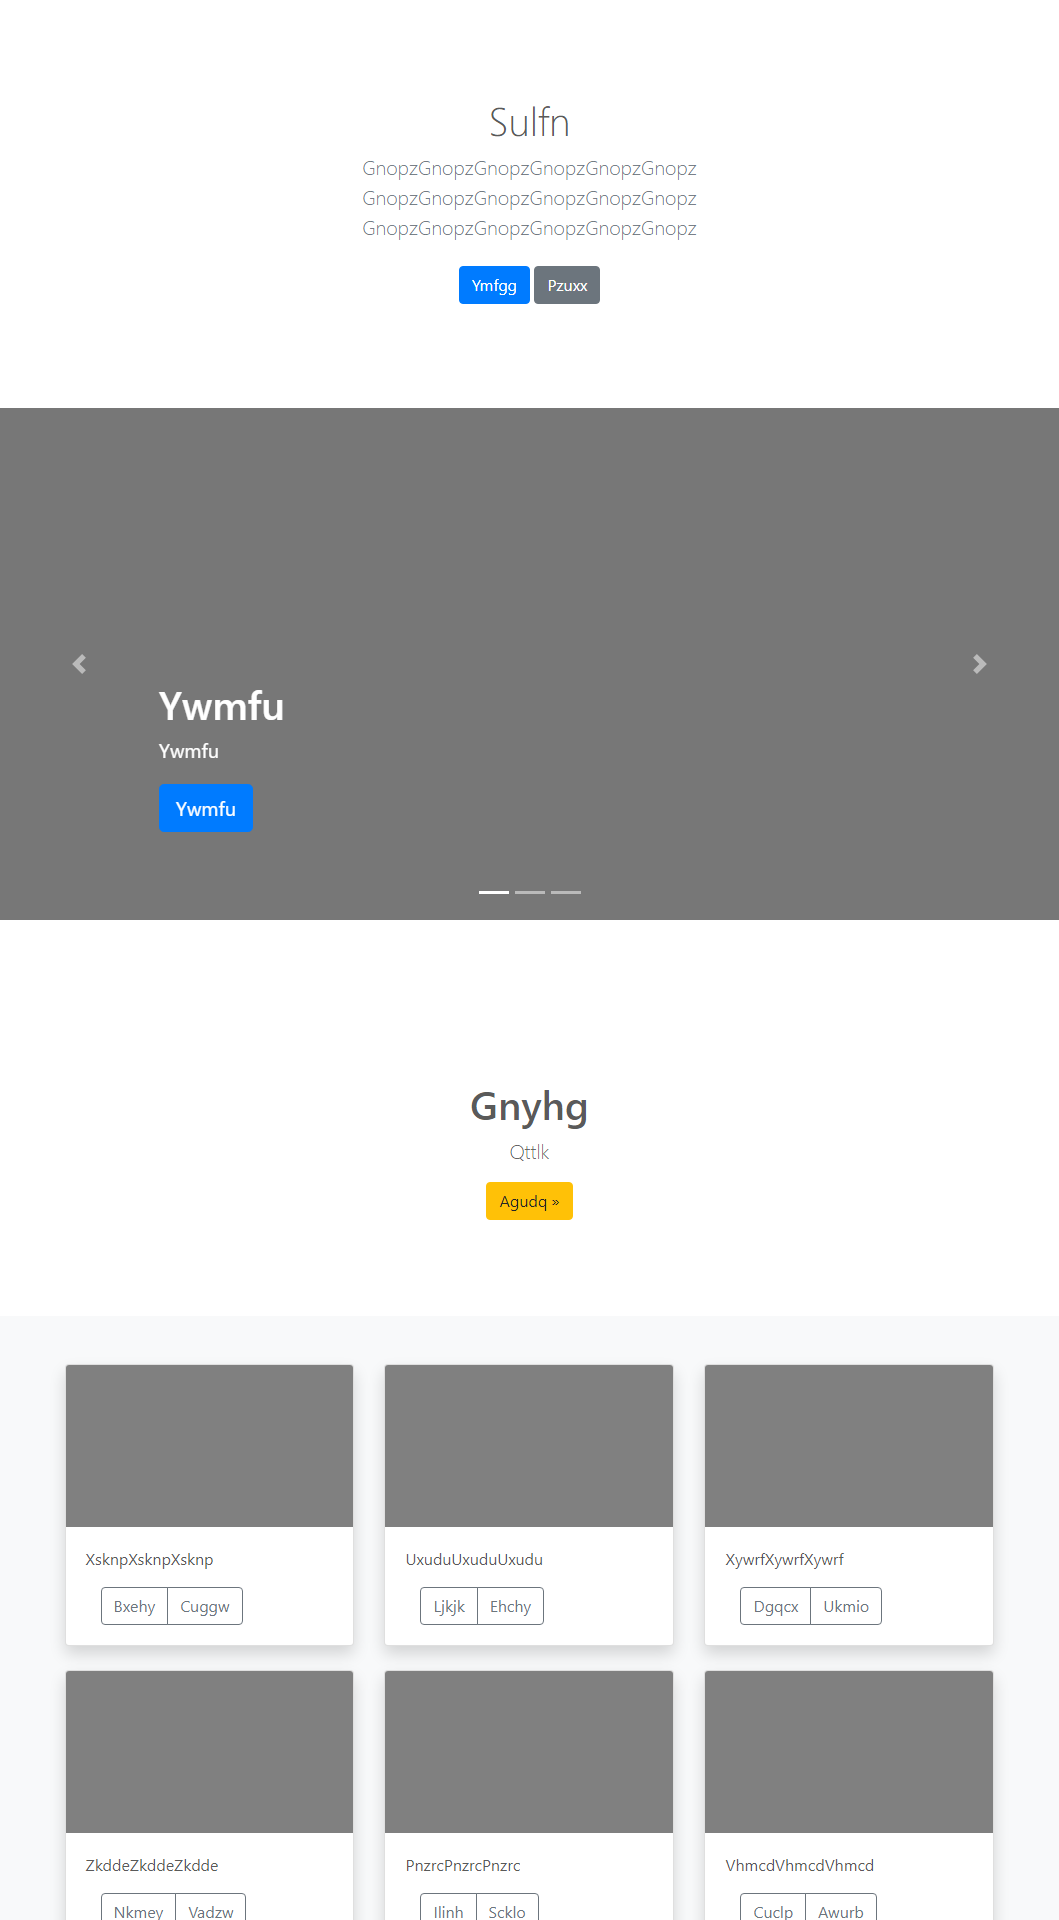 Sulfn
GnopzGnopzGnopzGnopzGnopzGnopz
GnopzGnopzGnopzGnopzGnopzGnopz
GnopzGnopzGnopzGnopzGnopzGnopz
Ymfgg Pzuxx
Ywmfu
Ywmfu
Ywmfu
Gnyhg
Qttlk
Agudq »
XsknpXsknpXsknp
Bxehy Cuggw
UxuduUxuduUxudu
Ljkjk Ehchy
XywrfXywrfXywrf
Dgqcx Ukmio
ZkddeZkddeZkdde
Nkmey Vadzw
PnzrcPnzrcPnzrc
Ilinh Scklo
VhmcdVhmcdVhmcd
Cuclp Awurb